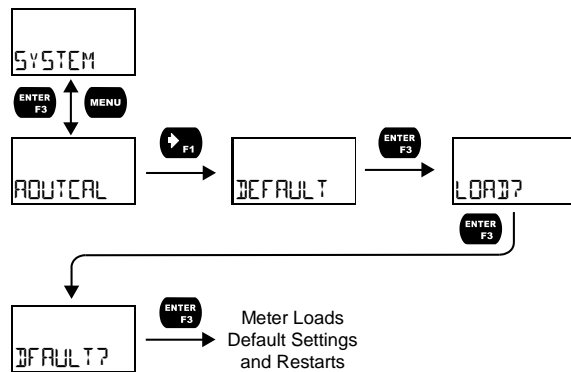 SYSTEM
ENTER
F3
MENU
AOUTCAL
F1
DEFAULT
ENTER
F3
LOAD?
ENTER
F3
DFAULT?
ENTER
F3
Meter Loads
Default Settings
and Restarts